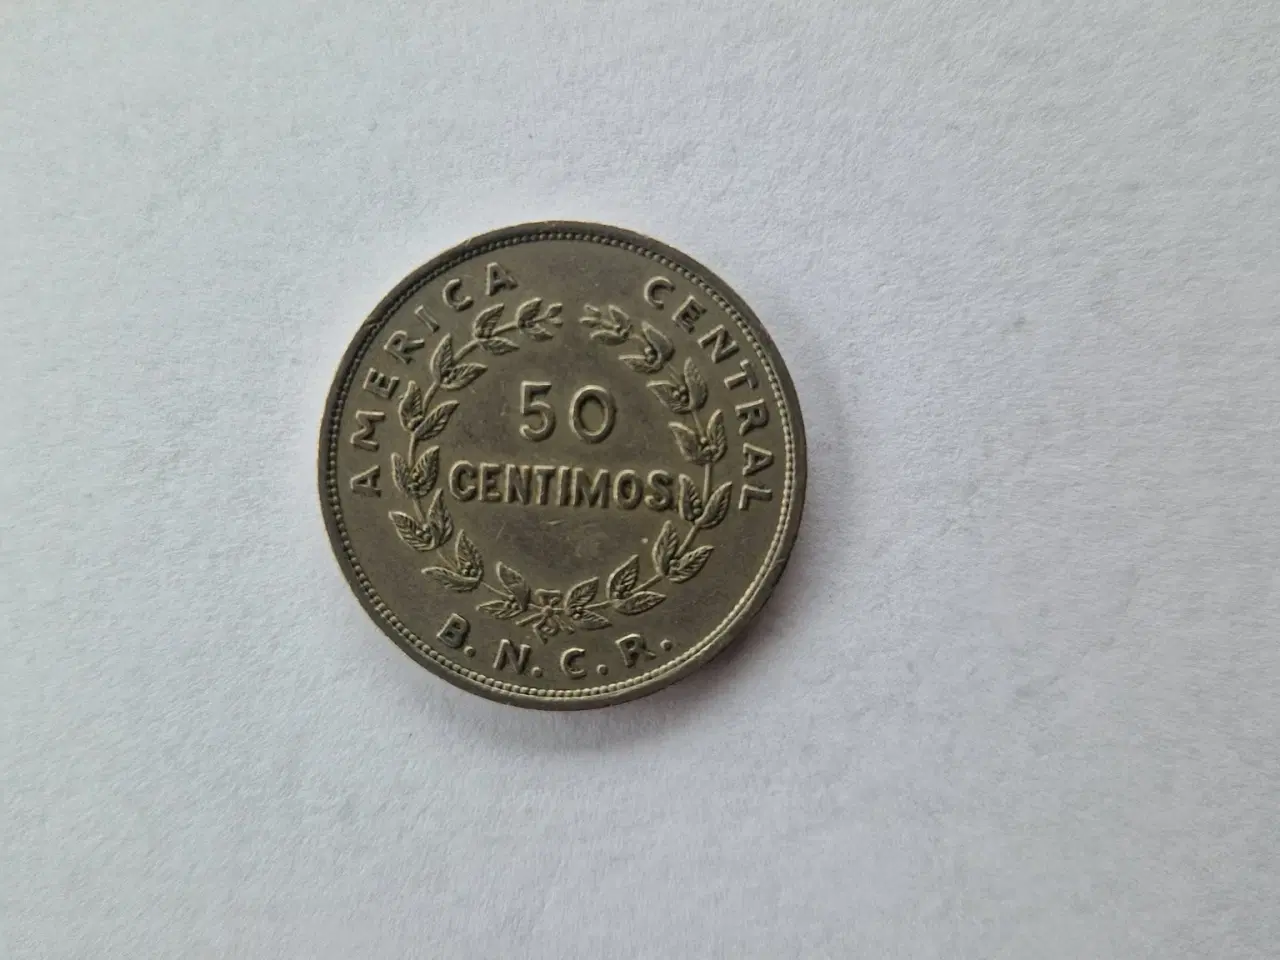 AMERICA CENTRAL
50
CENTIMOS
B. N. C. R.